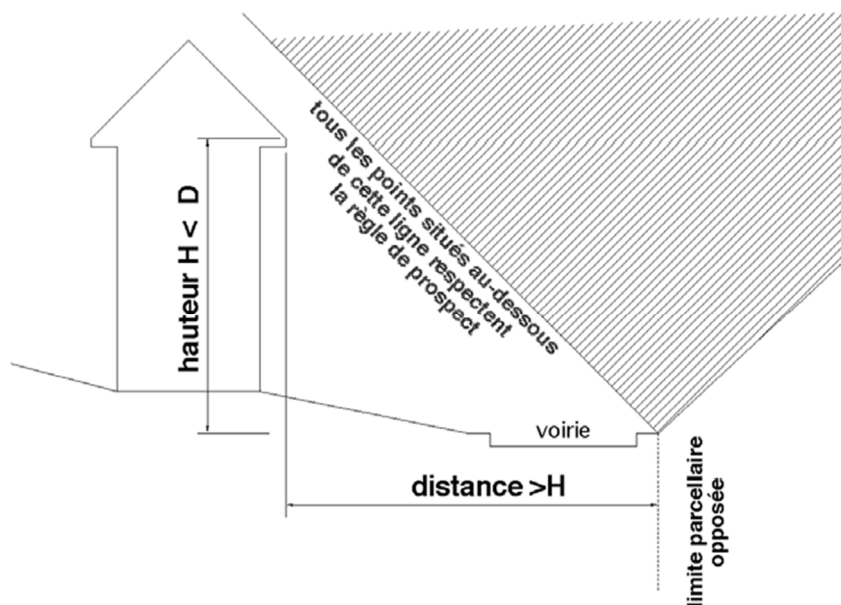 tous les points situés au-dessous
de cette ligne respectent
la règle de prospect
hauteur H < D
voirie
distance >H
limite parcellaire
opposée